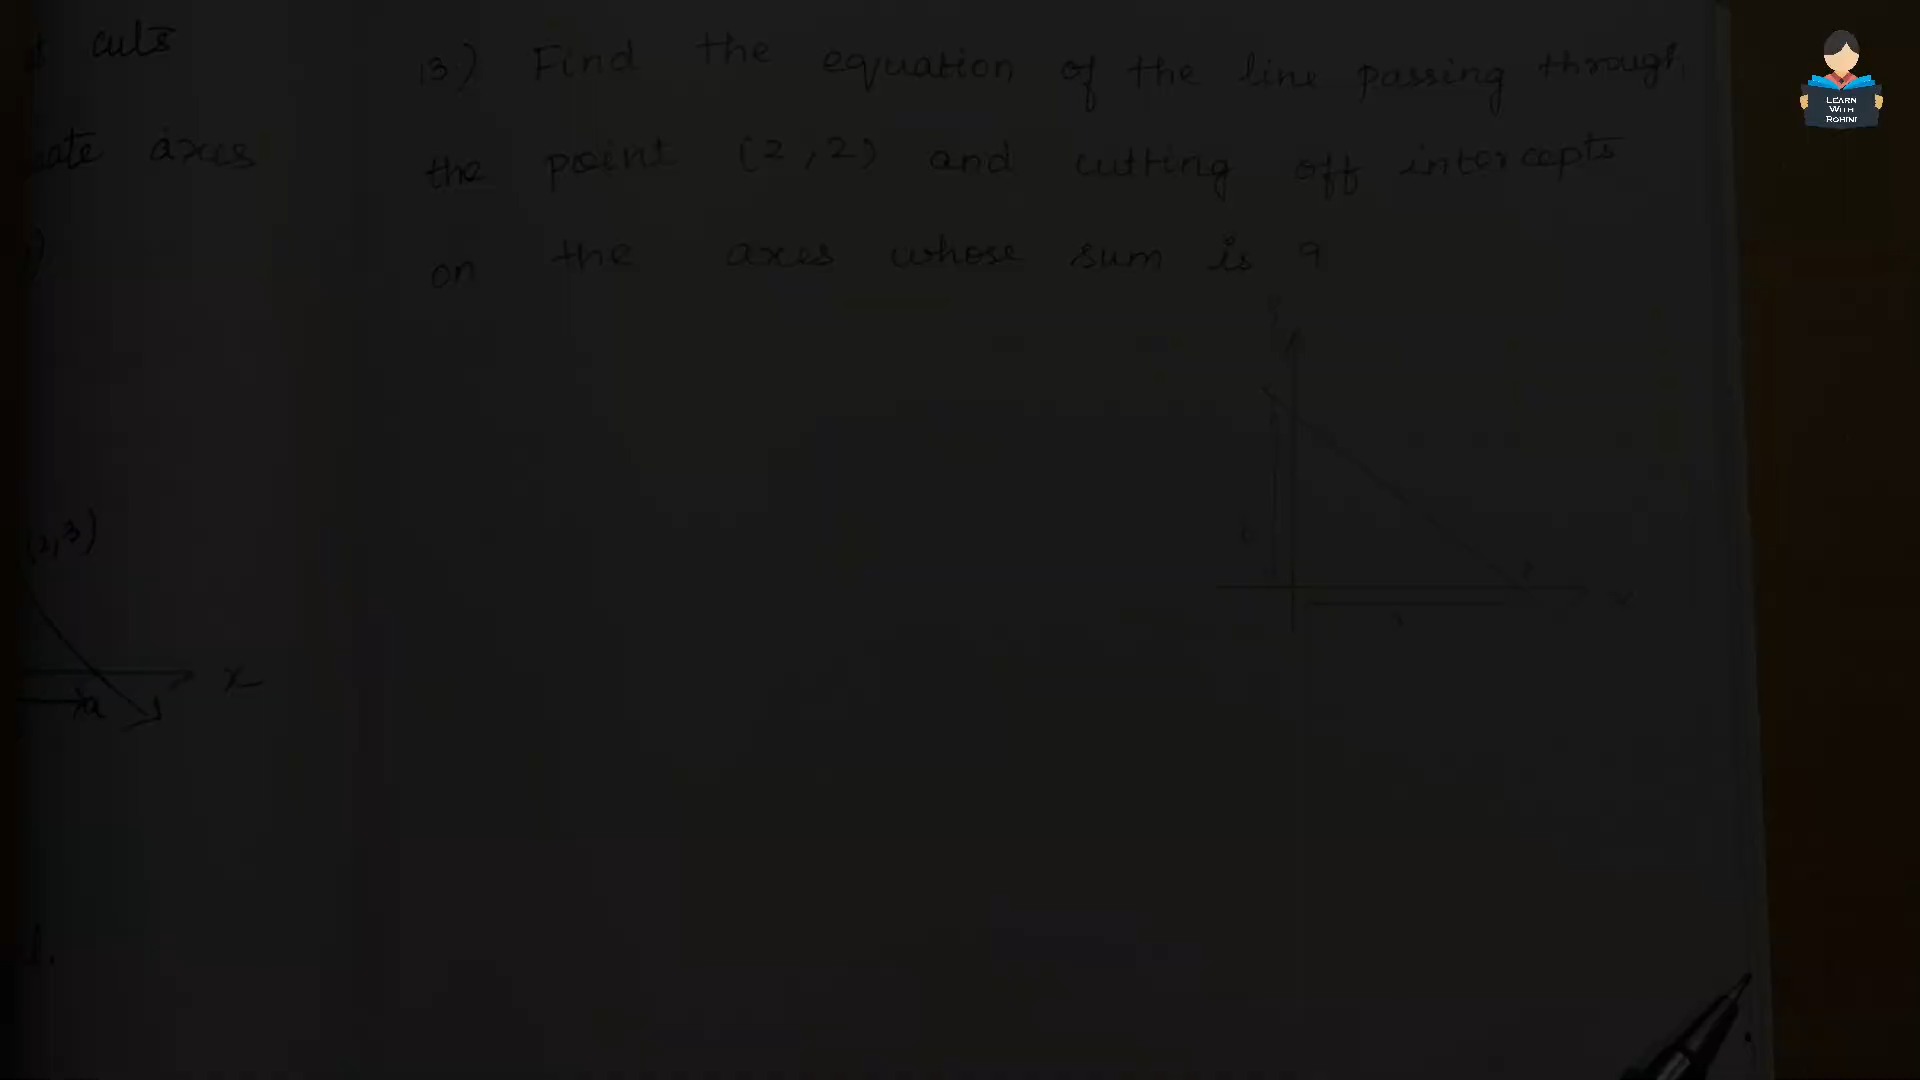 cuts
axes
(2,3)
x
a
1.
13.) Find the equation of the line passing through
the point (2,2) and cutting off intercepts
on the axes whose sum is 9
x
LEARN
WITH
ROHINI